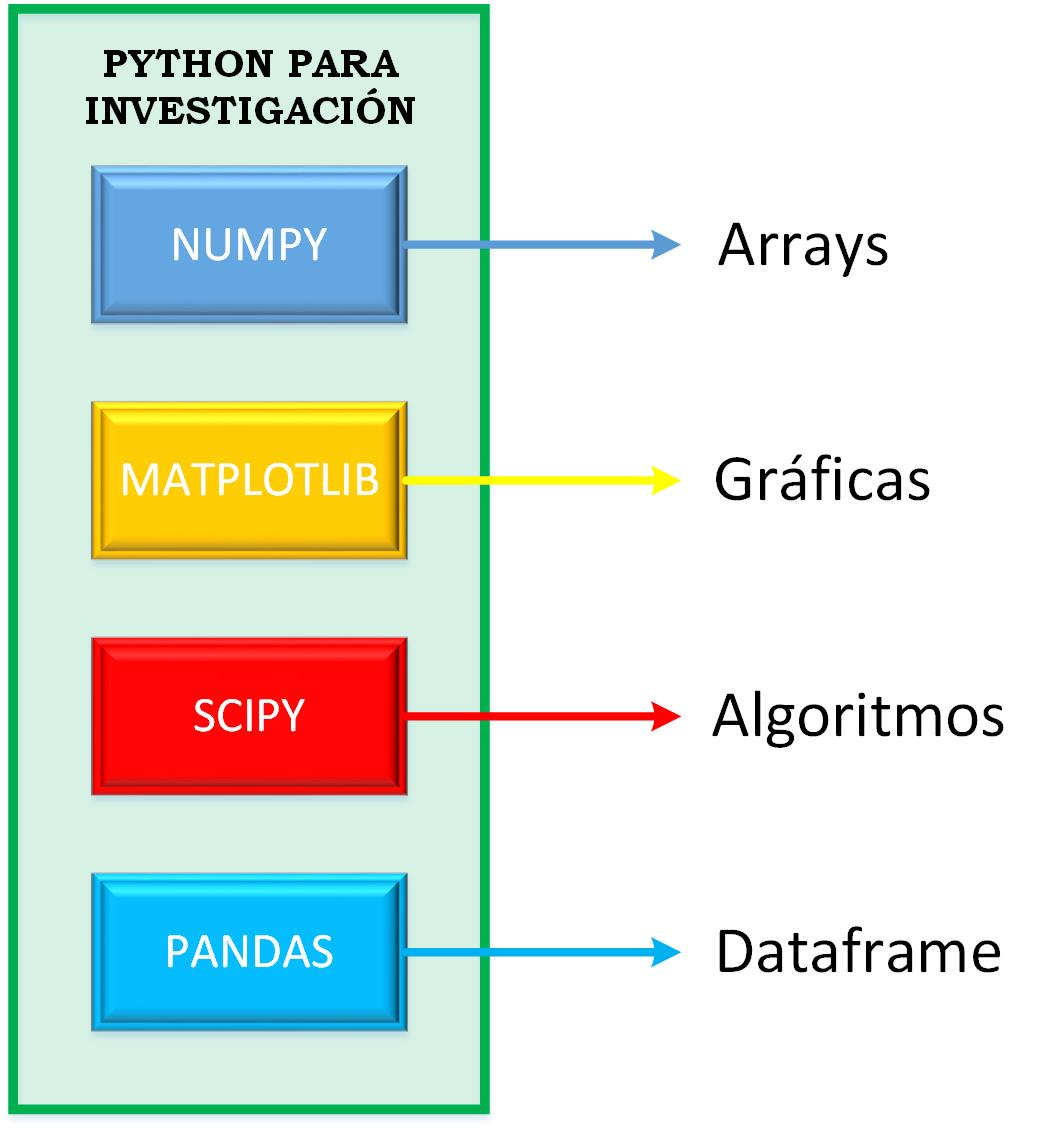 PYTHON PARA
INVESTIGACIÓN
NUMPY
Arrays
MATPLOTLIB
Gráficas
SCIPY
Algoritmos
PANDAS
Dataframe